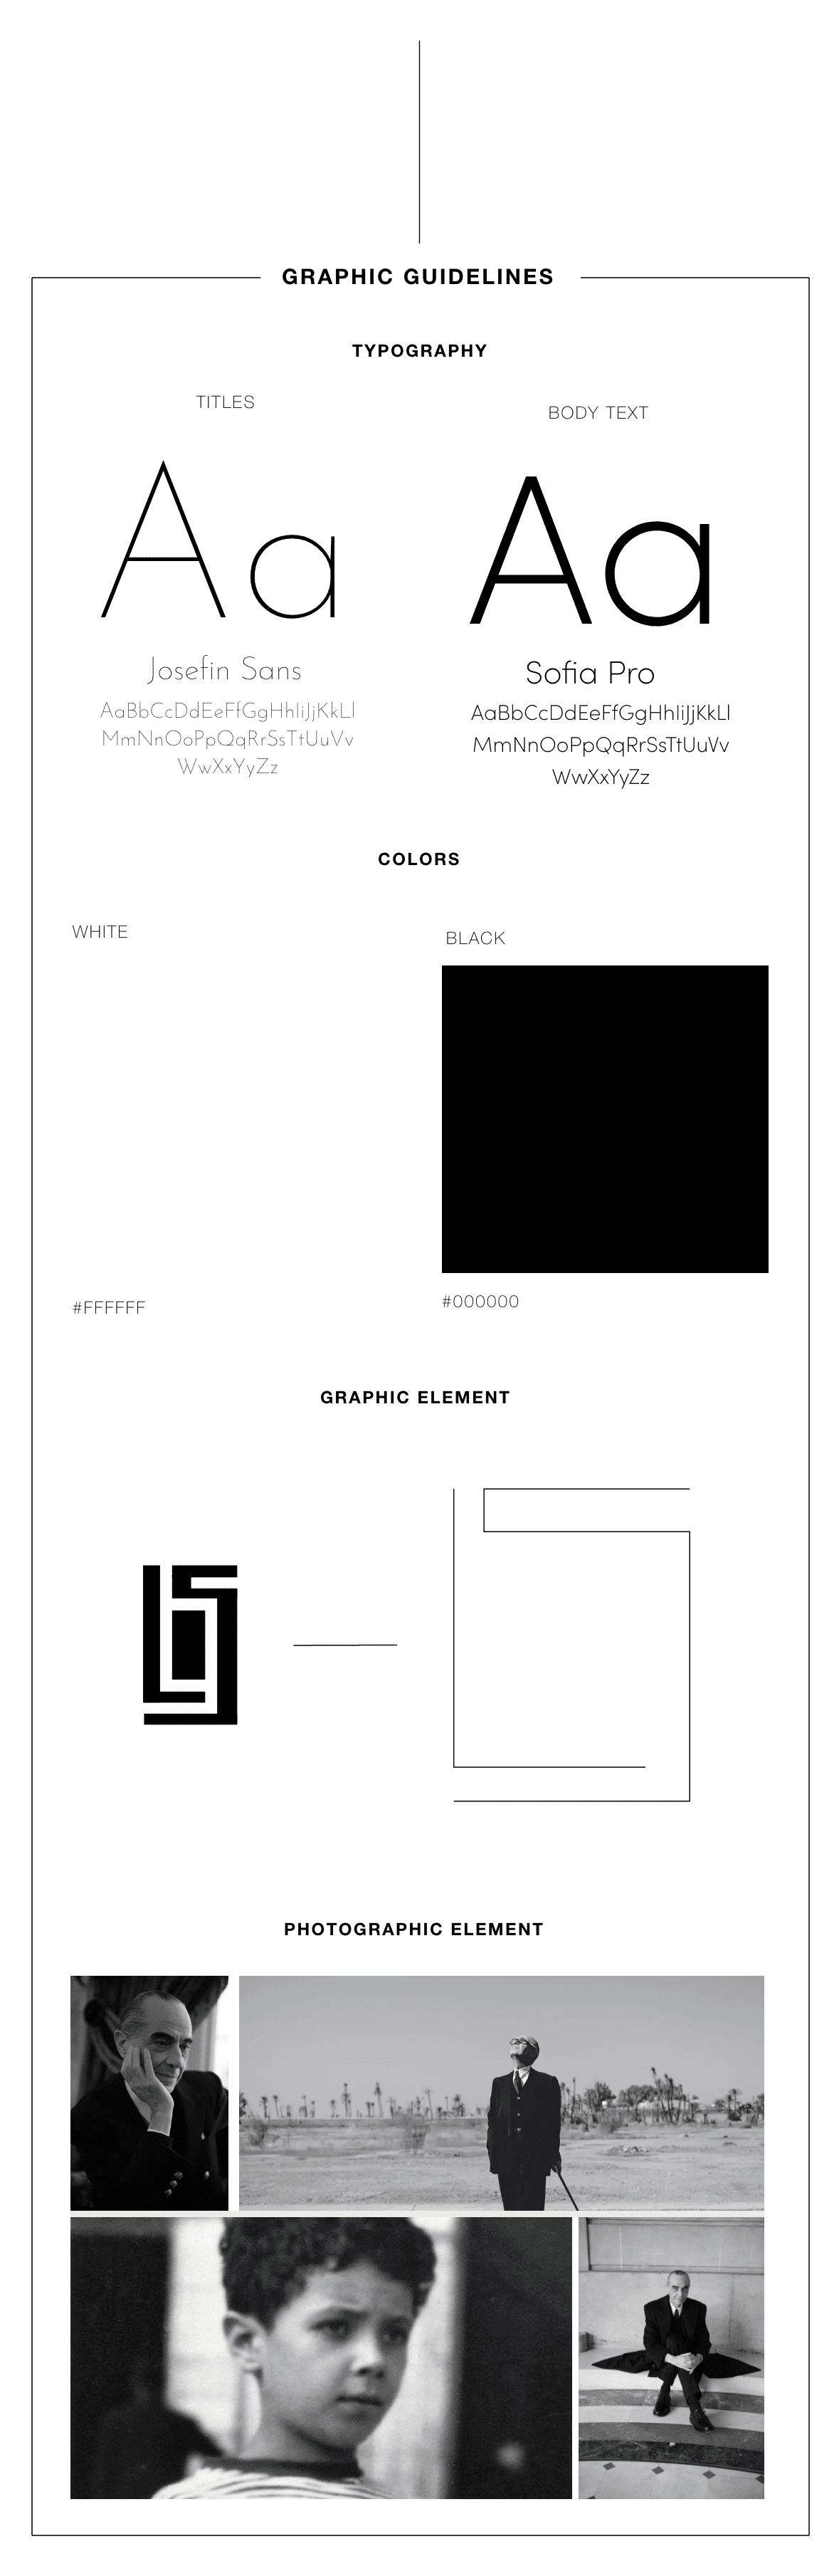 GRAPHIC GUIDELINES
TYPOGRAPHY
TITLES
BODY TEXT
Aa
Aa
Josefin Sans
AaBbCcDdEeFfGgHhIiJjKkLl
MmNnOoPpQqRrSsTtUuVv
WwXxYyZz
Sofia Pro
AaBbCcDdEeFfGgHhIiJjKkLl
MmNnOoPpQqRrSsTtUuVv
WwXxYyZz
COLORS
WHITE
BLACK
#FFFFFF
#000000
GRAPHIC ELEMENT
PHOTOGRAPHIC ELEMENT